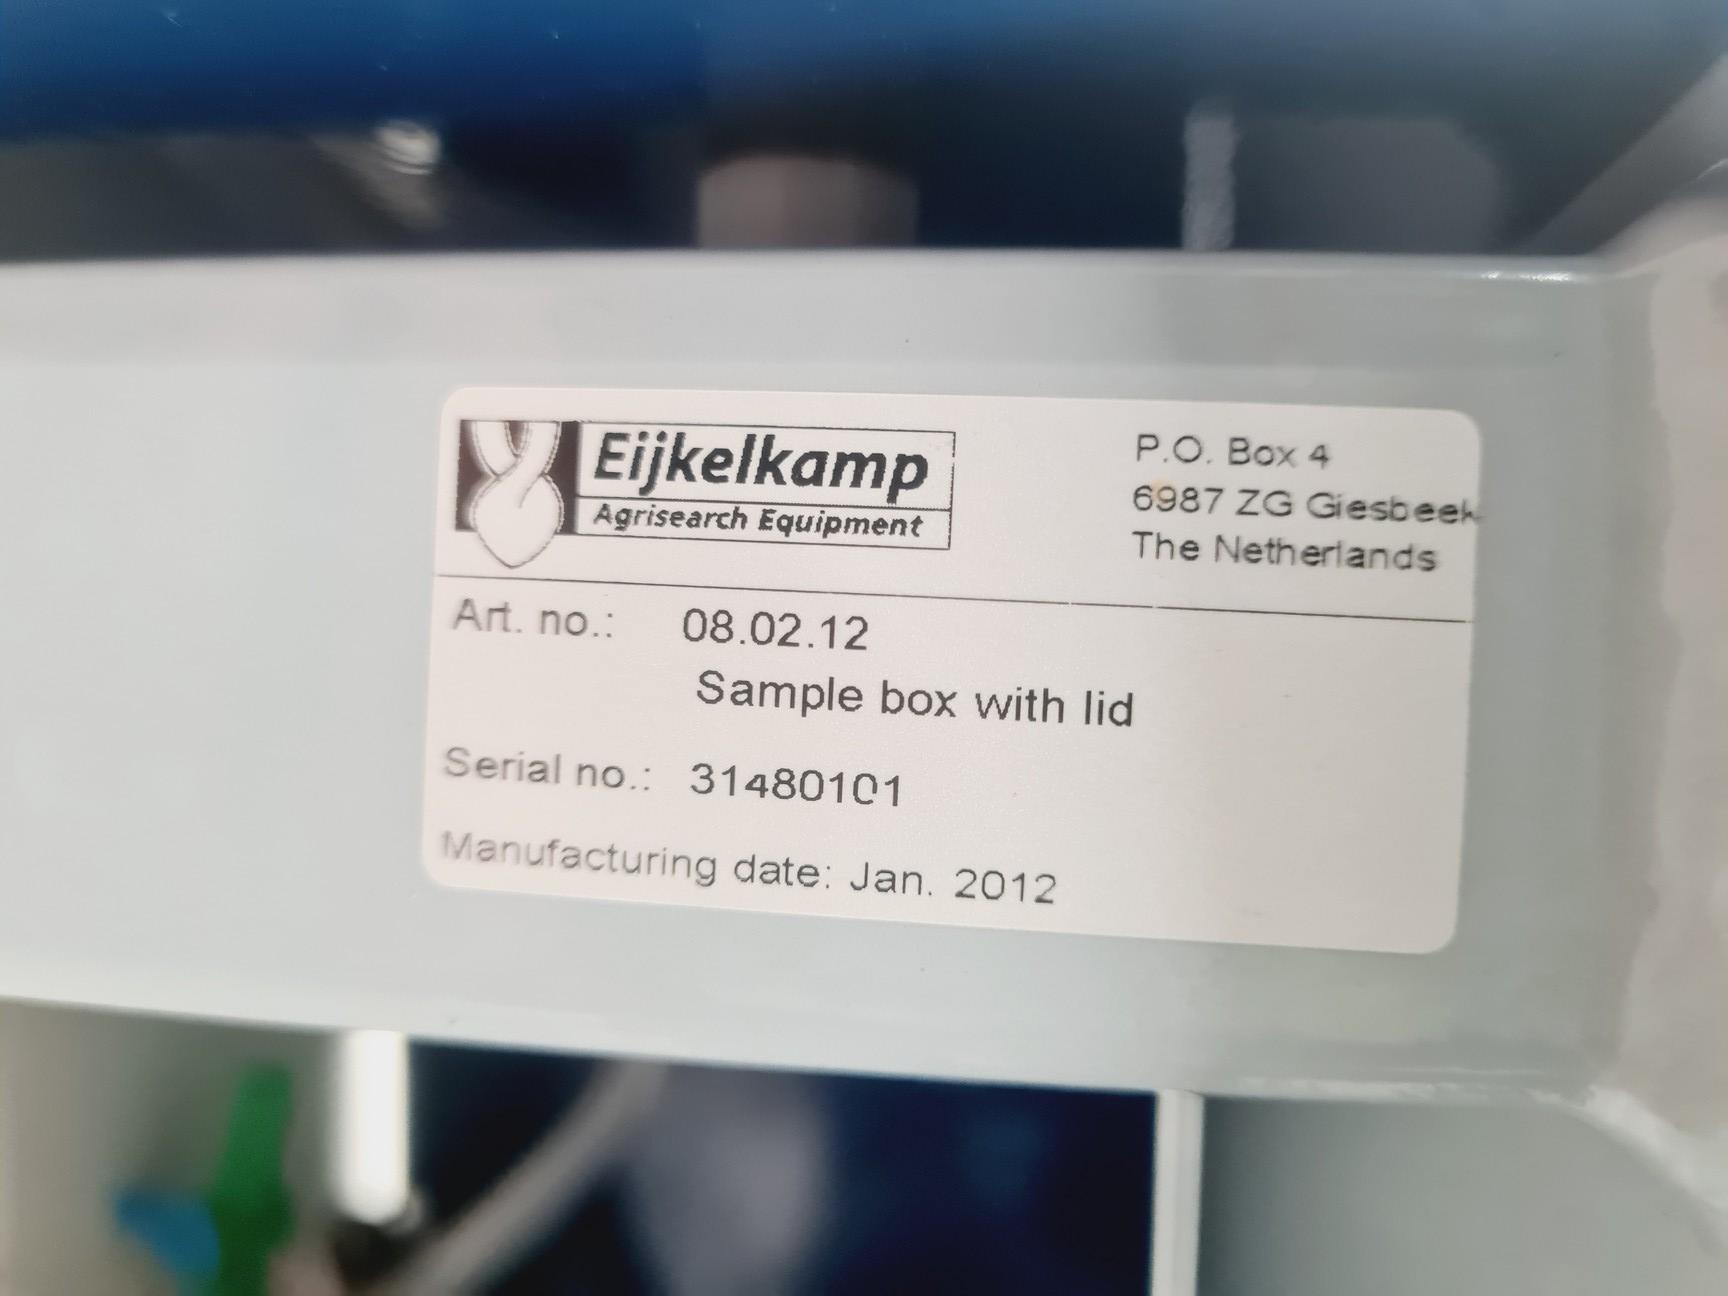 Eijkelkamp
Agrisearch Equipment
P.O. Box 4
6987 ZG Giesbeek
The Netherlands
Art. no.: 08.02.12
Sample box with lid
Serial no.: 31480101
Manufacturing date: Jan. 2012